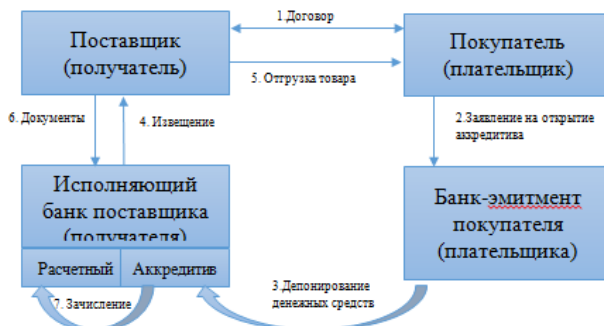 1.Договор
Поставщик
(получатель)
Покупатель
(плательщик)
5. Отгрузка товара
6. Документы
4. Извещение
2.Заявление на открытие
аккредитива
Исполняющий
банк поставщика
(получателя)
Банк-эмитмент
покупателя
(плательщика)
Расчетный
Аккредитив
7. Зачисление
3.Депонирование
денежных средств